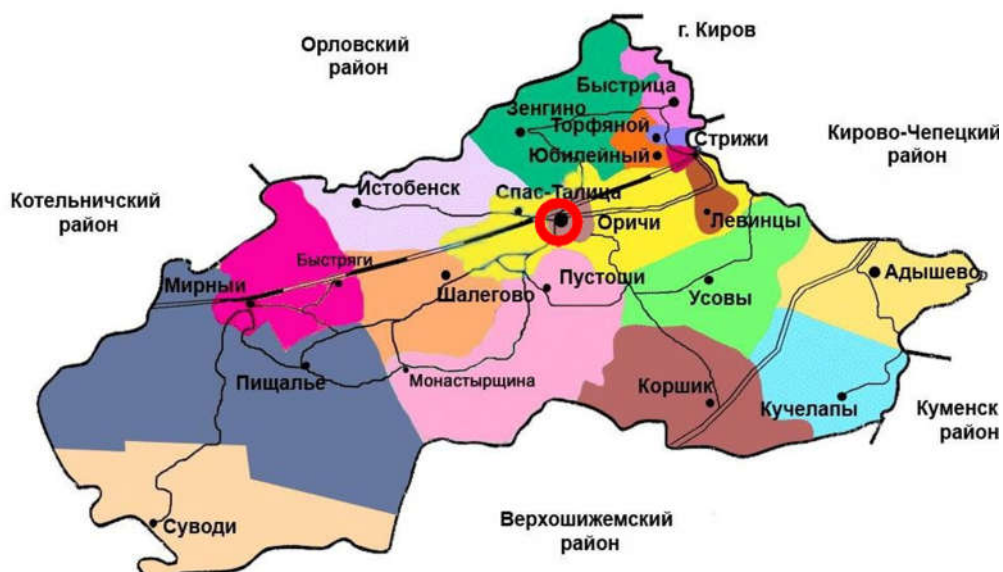 г. Киров
Орловский
район
Быстрица
Зенгино
Торфяной
Стрижи
Кирово-Чепецкий
район
Юбилейный
Котельничский
район
Истобенск
Спас-Талица
Оричи
Левинцы
Быстряги
Мирный
Шалегово
Пустоши
Усовы
Адышево
Пищалье
Монастырщина
Коршик
Кучелапы
Куменск
район
Суводи
Верхошижемский
район